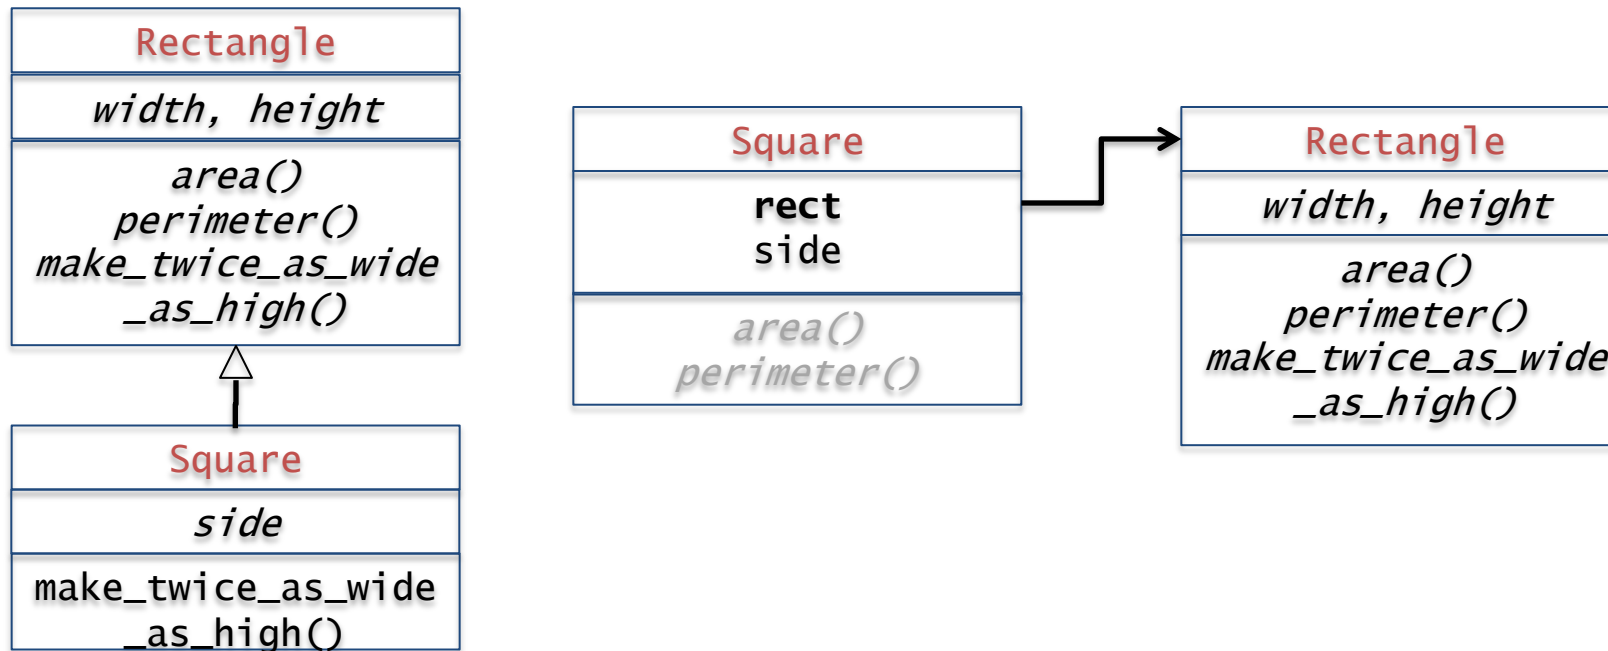 Rectangle
width, height
area()
perimeter()
make_twice_as_wide
_as_high()
Square
side
make_twice_as_wide
_as_high()
Square
rect
side
area()
perimeter()
Rectangle
width, height
area()
perimeter()
make_twice_as_wide
_as_high()